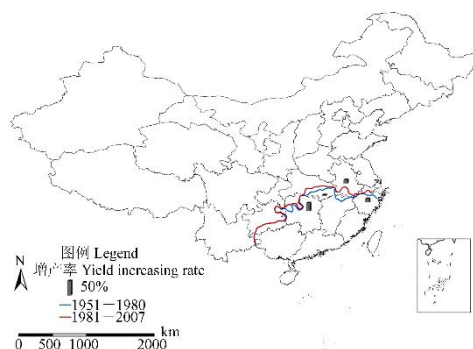 图例 Legend
增产率 Yield increasing rate
50%
1951－1980
1981－2007
N
km
0 500 1000 2000